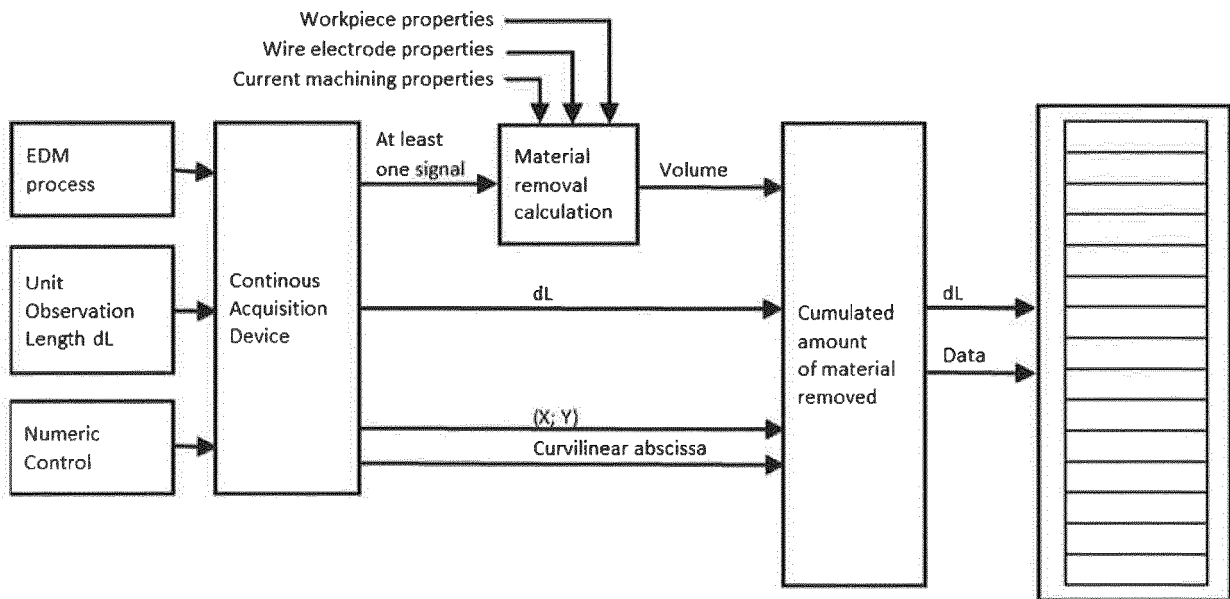 Workpiece properties
Wire electrode properties
Current machining properties
EDM
process
Unit
Observation
Length dL
Numeric
Control
Continous
Acquisition
Device
At least
one signal
Material
removal
calculation
Volume
dL
(X; Y)
Curvilinear abscissa
Cumulated
amount
of material
removed
dL
Data